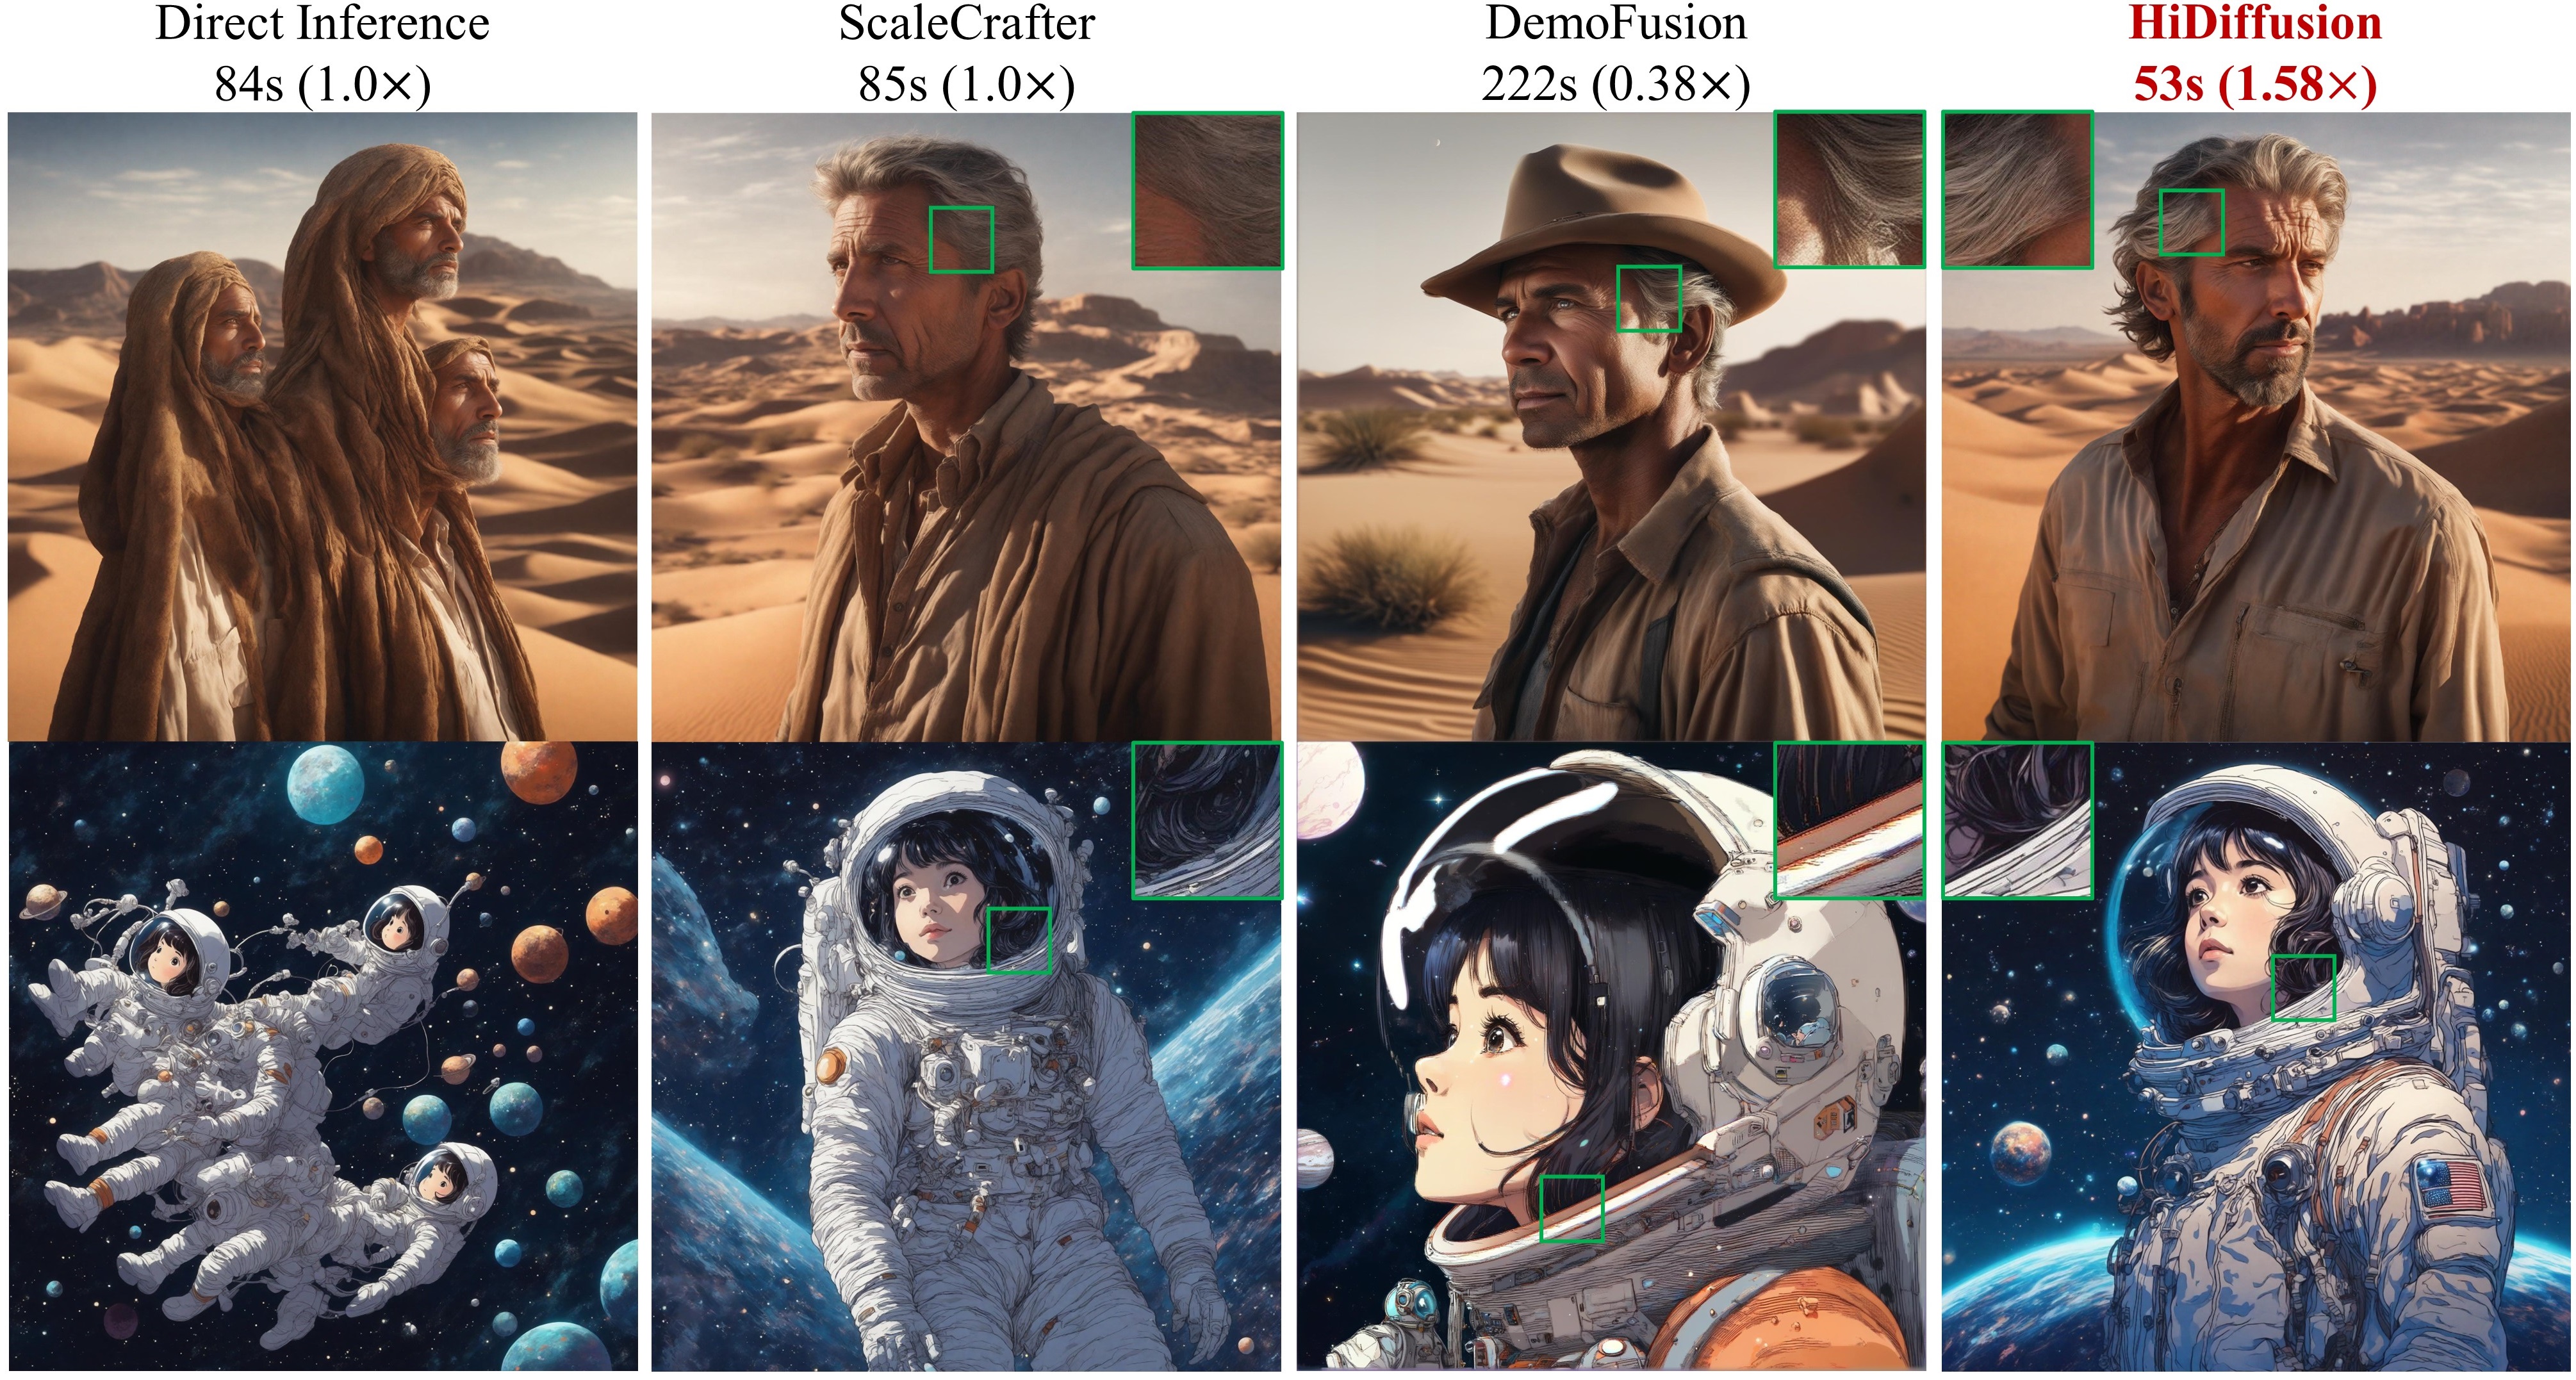 Direct Inference
84s (1.0×)
ScaleCrafter
85s (1.0×)
DemoFusion
222s (0.38×)
HiDiffusion
53s (1.58×)